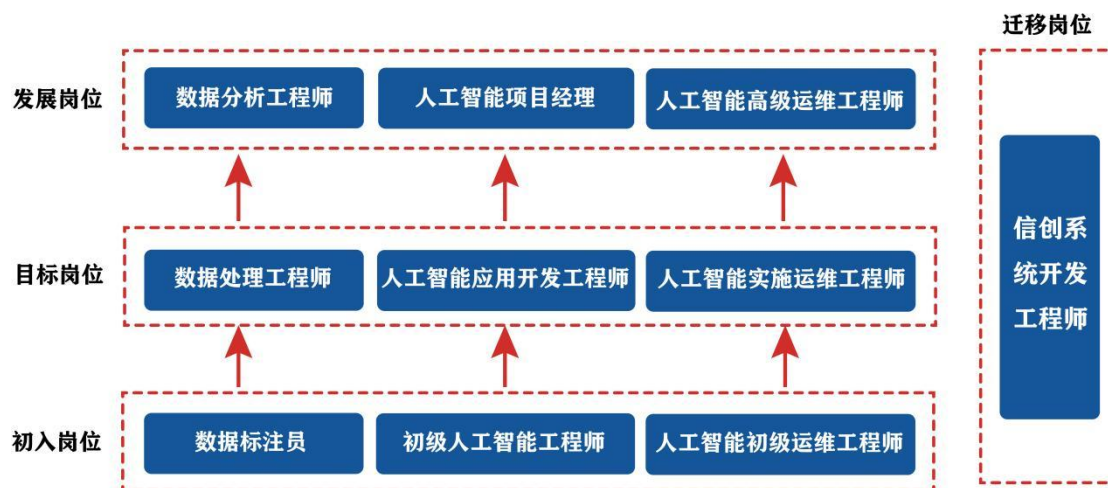 迁移岗位
发展岗位
数据分析工程师
人工智能项目经理
人工智能高级运维工程师
目标岗位
数据处理工程师
人工智能应用开发工程师
人工智能实施运维工程师
初入岗位
数据标注员
初级人工智能工程师
人工智能初级运维工程师
信创系
统开发
工程师